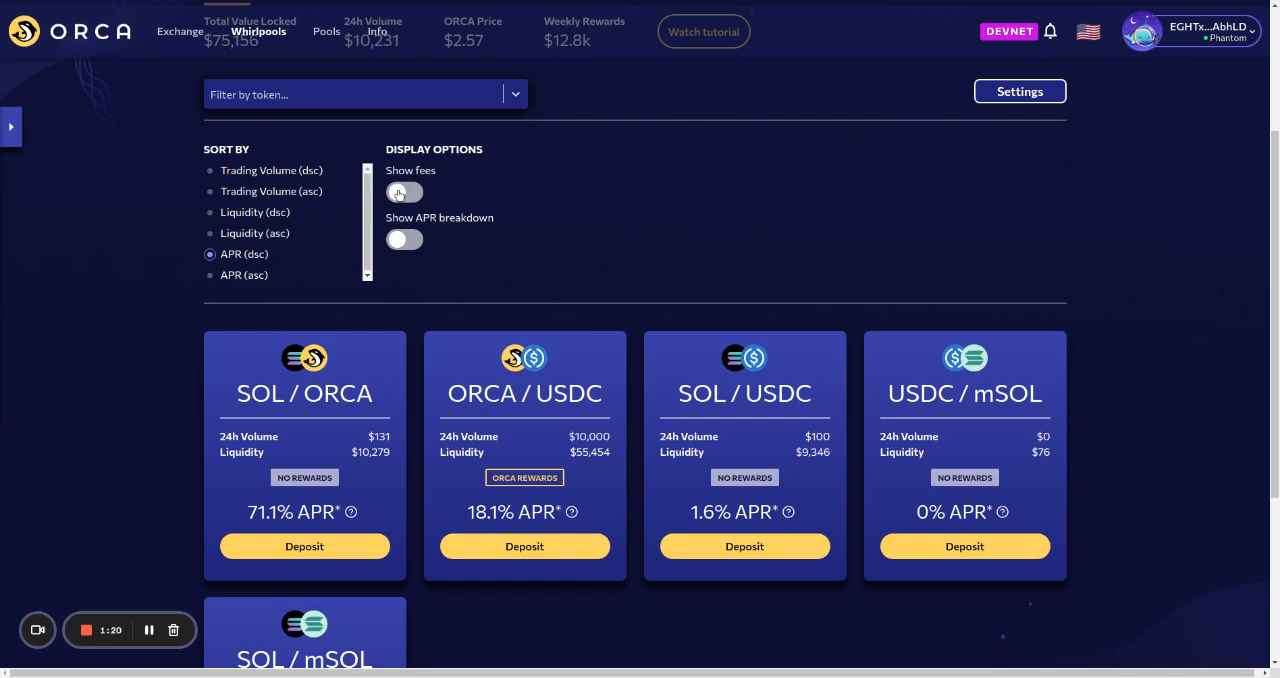 Total Value Locked 24h Volume ORCA Price Weekly Rewards
ORCA Exchange Whirlpools Pools Info Watch tutorial DEVNET EGHTx...AbhLD
$75,156 $10,231 $2.57 $12.8k Phantom
Filter by token... Settings
SORT BY DISPLAY OPTIONS
Trading Volume (dsc) Show fees
Trading Volume (asc)
Liquidity (dsc) Show APR breakdown
Liquidity (asc)
APR (dsc)
APR (asc)
SOL / ORCA ORCA / USDC SOL / USDC USDC / mSOL
24h Volume $131 24h Volume $10,000 24h Volume $100 24h Volume $0
Liquidity $10,279 Liquidity $55,454 Liquidity $9,346 Liquidity $76
NO REWARDS ORCA REWARDS NO REWARDS NO REWARDS
71.1% APR* ? 18.1% APR* ? 1.6% APR* ? 0% APR* ?
Deposit Deposit Deposit Deposit
1:20
SOL / mSOL